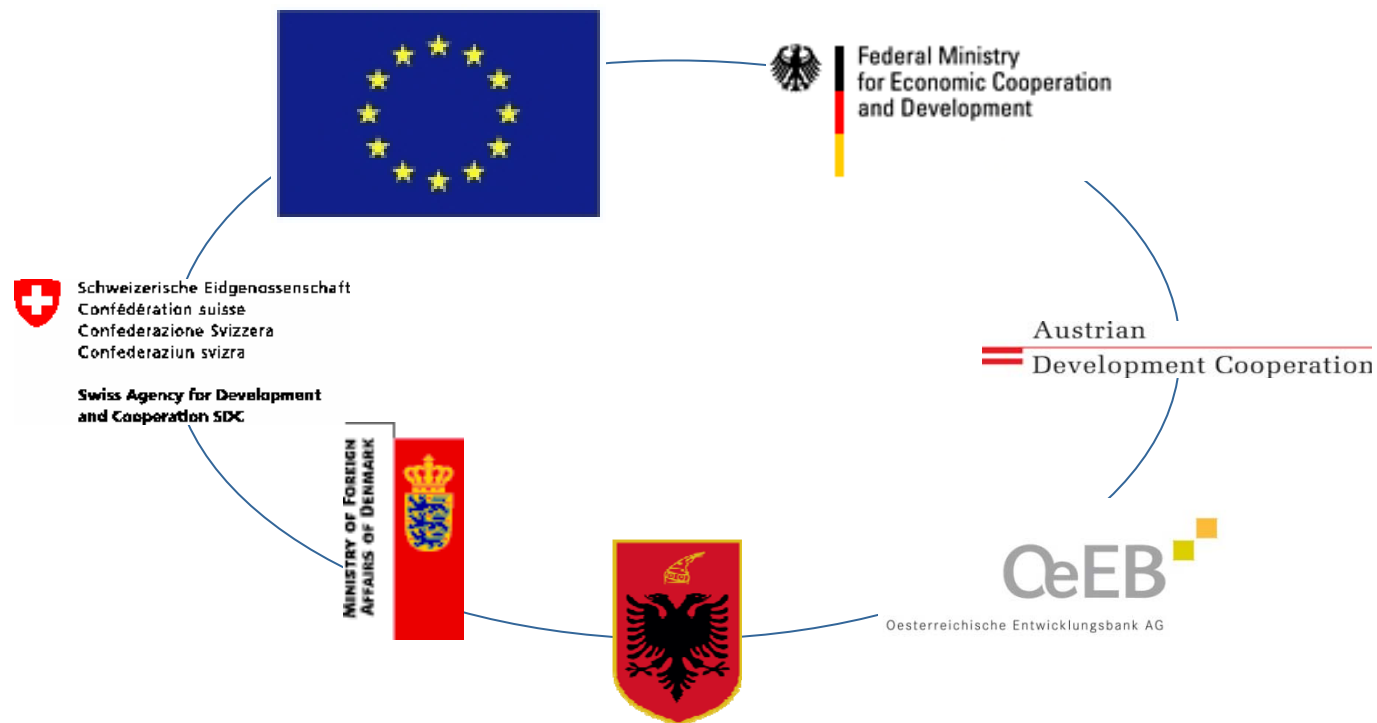 Federal Ministry
for Economic Cooperation
and Development
Schweizerische Eidgenossenschaft
Confédération suisse
Confederazione Svizzera
Confederaziun svizra
Swiss Agency for Development
and Cooperation SDC
Austrian
Development Cooperation
MINISTRY OF FOREIGN
AFFAIRS OF DENMARK
OeEB
Oesterreichische Entwicklungsbank AG